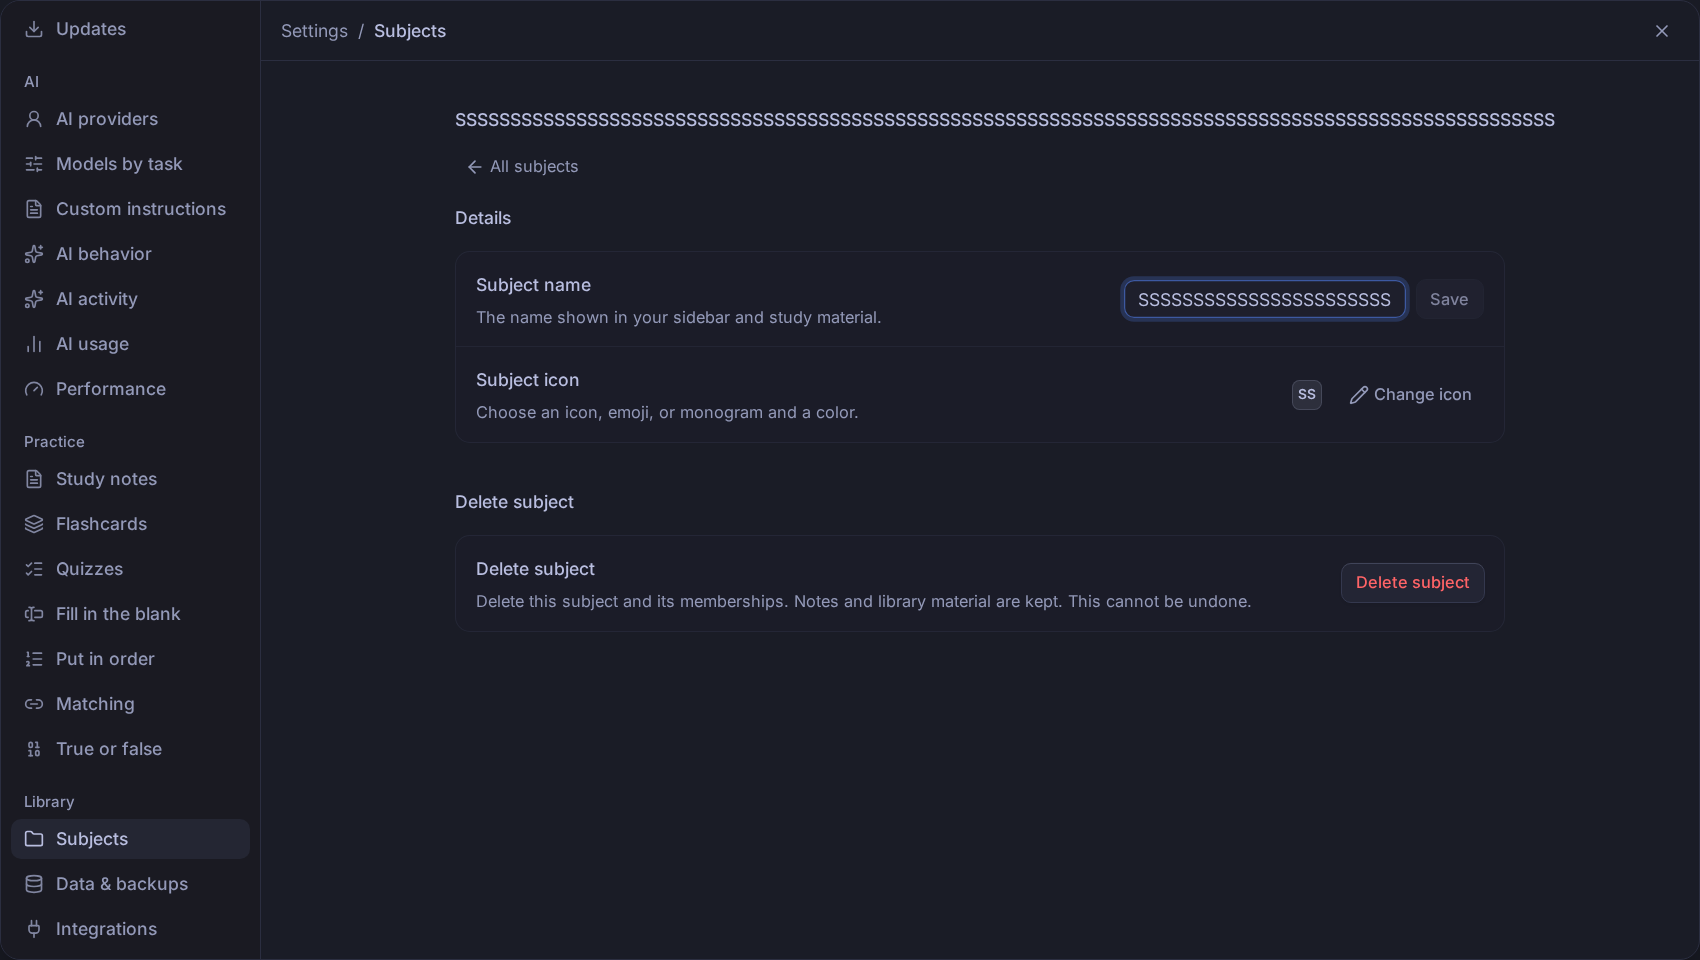 Updates
AI
AI providers
Models by task
Custom instructions
AI behavior
AI activity
AI usage
Performance
Practice
Study notes
Flashcards
Quizzes
Fill in the blank
Put in order
Matching
True or false
Library
Subjects
Data & backups
Integrations
Settings / Subjects
SSSSSSSSSSSSSSSSSSSSSSSSSSSSSSSSSSSSSSSSSSSSSSSSSSSSSSSSSSSSSSSSSSSSSSSSSSSSSSSSSSSSSSSSSSSSSSSSSSSS
All subjects
Details
Subject name
The name shown in your sidebar and study material.
SSSSSSSSSSSSSSSSSSSSSSS
Save
Subject icon
Choose an icon, emoji, or monogram and a color.
SS
Change icon
Delete subject
Delete subject
Delete this subject and its memberships. Notes and library material are kept. This cannot be undone.
Delete subject